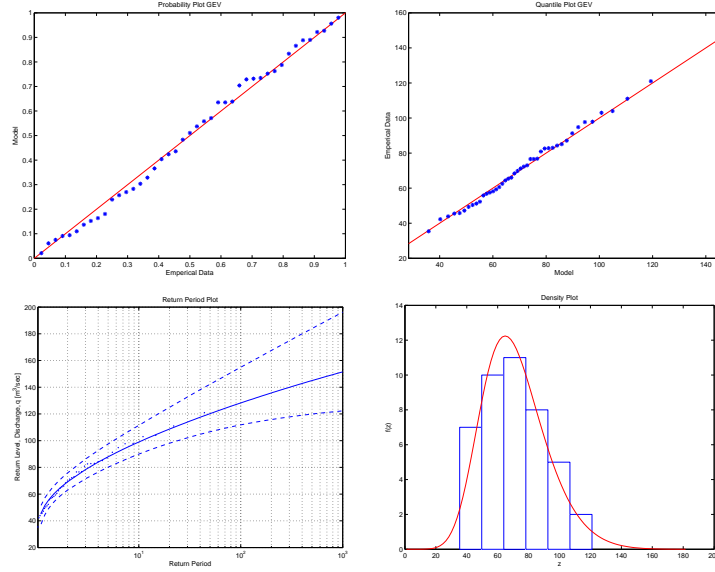 Probability Plot GEV
1
0.9
0.8
0.7
0.6
0.5
0.4
0.3
0.2
0.1
0
Model
0 0.1 0.2 0.3 0.4 0.5 0.6 0.7 0.8 0.9 1
Emperical Data
Quantile Plot GEV
160
140
120
100
80
60
40
20
Emperical Data
40 60 80 100 120 140
Model
Return Period Plot
200
180
160
140
120
100
80
60
40
20
Return Level, Discharge, q [m³/sec]
10¹ 10² 10³
Return Period
Density Plot
14
12
10
8
6
4
2
0
f(z)
0 20 40 60 80 100 120 140 160 180 200
z